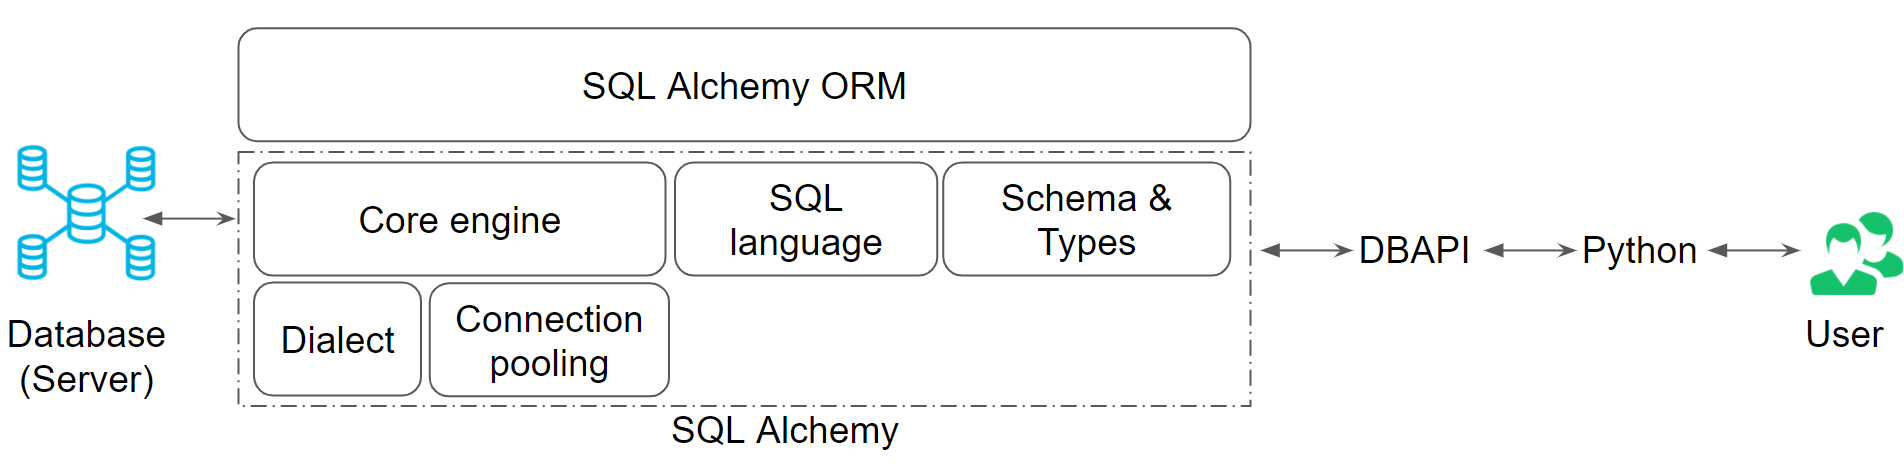 SQL Alchemy ORM
Core engine
SQL
language
Schema &
Types
Dialect
Connection
pooling
SQL Alchemy
Database
(Server)
DBAPI
Python
User